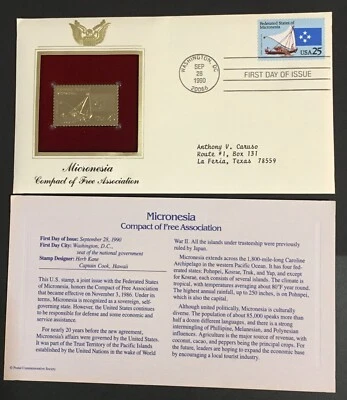 WASHINGTON, DC
SEP
28
1990
20066
FIRST DAY OF ISSUE
Federated States of
Micronesia
USA 25
Anthony V. Caruso
Route #1, Box 131
La Feria, Texas 78559
Micronesia
Compact of Free Association
Micronesia
Compact of Free Association
First Day of Issue: September 28, 1990
First Day City: Washington, D.C.,
seat of the national government
Stamp Designer: Herb Kane
Captain Cook, Hawaii
This U.S. stamp, a joint issue with the Federated States
of Micronesia, honors the Compact of Free Association
that became effective on November 3, 1986. Under its
terms, Micronesia is recognized as a sovereign, self-
governing state. However, the United States continues
to be responsible for defense and some economic and
service assistance.
For nearly 20 years before the new agreement,
Micronesia's affairs were governed by the United States.
It was part of the Trust Territory of the Pacific Islands
established by the United Nations in the wake of World
War II. All the islands under trusteeship were previously
ruled by Japan.
Micronesia extends across the 1,800-mile-long Caroline
Archipelago in the western Pacific Ocean. It has four fed-
erated states: Pohnpei, Kosrae, Truk, and Yap, and except
for Kosrae, all the states are island clusters. The climate is
tropical, with temperatures averaging about 80°F year round.
The highest annual rainfall, up to 250 inches, is on Pohnpei,
which is also the capital.
Although united politically, Micronesia is culturally
diverse. The population of about 85,000 speaks more than
half a dozen different languages, and there is a strong
intermingling of Phillipine, Melanesian, and Polynesian
influences. Agriculture is the major source of revenue, with
coconut, cacao, and peppers being the principal crops. For
the future, leaders are hoping to expand the economic base
by encouraging a local tourist industry.
© Postal Commemorative Society